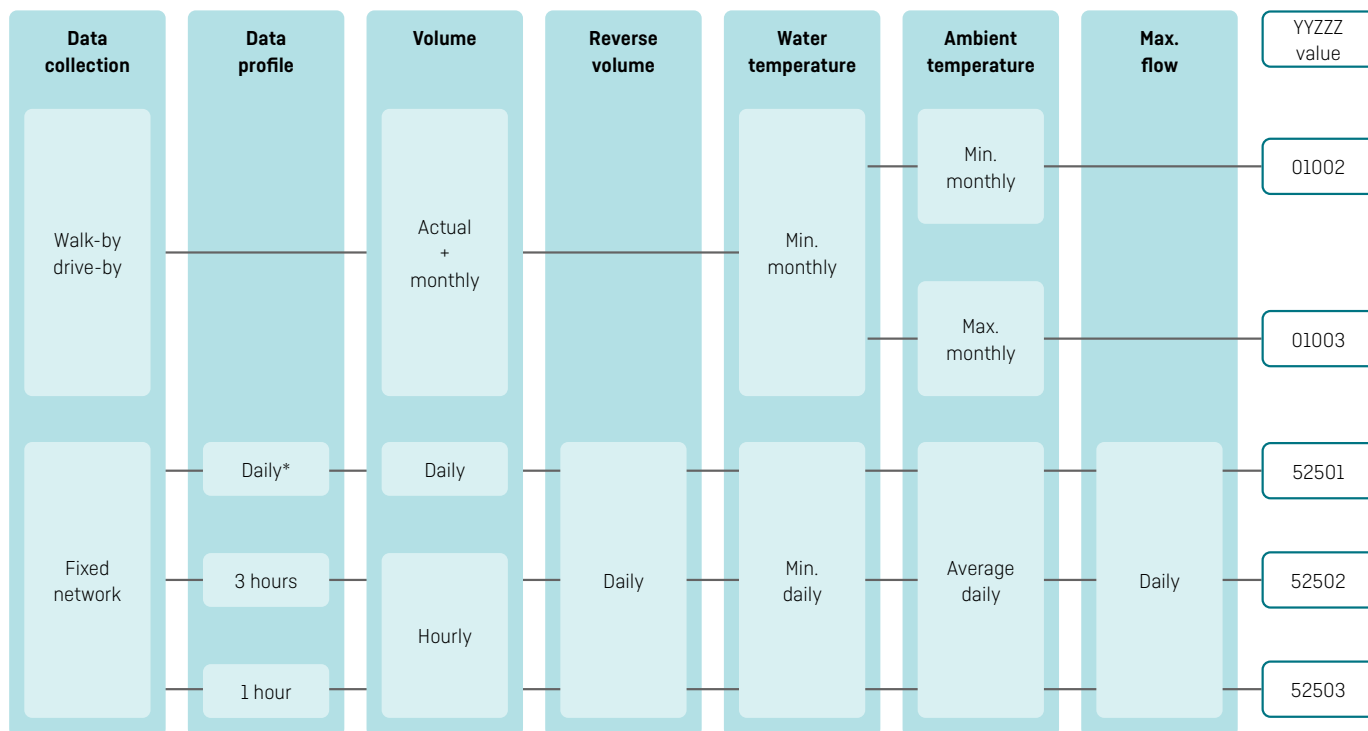 Data
collection
Data
profile
Volume
Reverse
volume
Water
temperature
Ambient
temperature
Max.
flow
YYZZZ
value
Walk-by
drive-by
Actual
+
monthly
Min.
monthly
Min.
monthly
01002
Max.
monthly
01003
Fixed
network
Daily*
Daily
52501
3 hours
Hourly
Daily
Min.
daily
Average
daily
Daily
52502
1 hour
52503